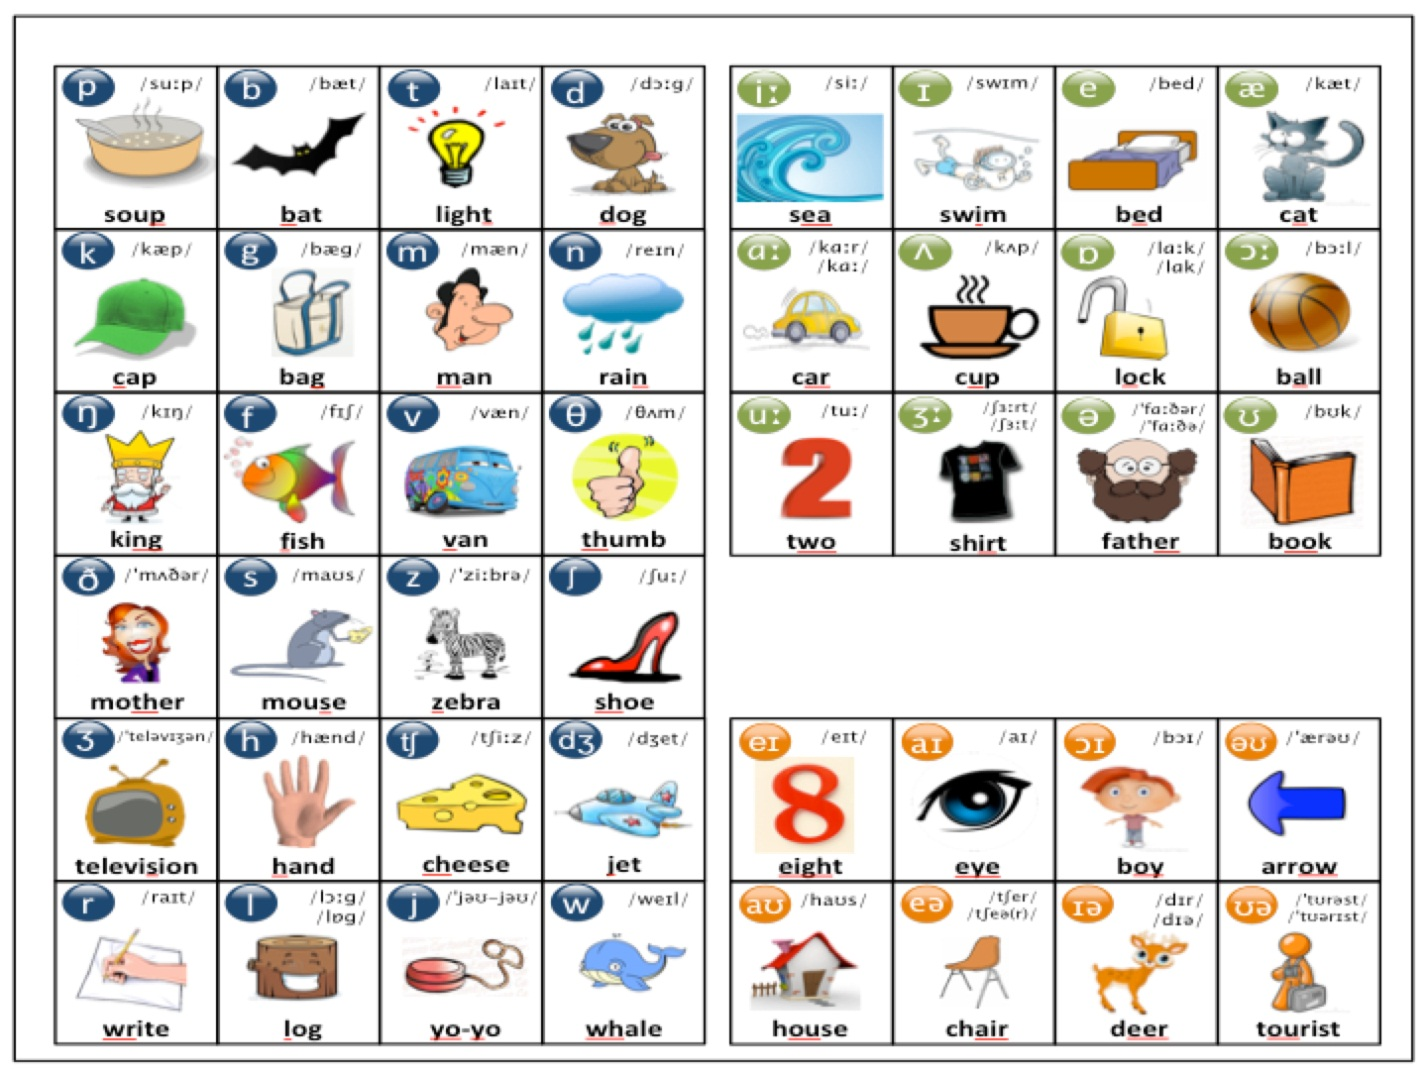 p /suːp/
soup
b /bæt/
bat
t /laɪt/
light
d /dɔːg/
dog
k /kæp/
cap
g /bæg/
bag
m /mæn/
man
n /reɪn/
rain
ŋ /kɪŋ/
king
f /fɪʃ/
fish
v /væn/
van
θ /θʌm/
thumb
ð /ˈmʌðər/
mother
s /maʊs/
mouse
z /ˈziːbrə/
zebra
ʃ /ʃuː/
shoe
ʒ /ˈteləvɪʒən/
television
h /hænd/
hand
ʧ /tʃiːz/
cheese
dʒ /dʒet/
jet
r /raɪt/
write
l /lɔːg/
/lɒg/
log
j /ˈjəʊ–jəʊ/
yo-yo
w /weɪl/
whale
iː /siː/
sea
ɪ /swɪm/
swim
e /bed/
bed
æ /kæt/
cat
ɑː /kɑːr/
/kɑː/
car
ʌ /kʌp/
cup
ɒ /lɑːk/
/lɑk/
lock
ɔː /bɔːl/
ball
uː /tuː/
2
two
ɜː /ʃɜːrt/
/ʃɜːt/
shirt
ə /ˈfɑːðər/
/ˈfɑːðə/
father
ʊ /bʊk/
book
eɪ /eɪt/
8
eight
aɪ /aɪ/
eye
ɔɪ /bɔɪ/
boy
əʊ /ˈærəʊ/
arrow
aʊ /haʊs/
house
eə /tʃer/
/tʃeə(r)/
chair
ɪə /dɪr/
/dɪə/
deer
ʊə /ˈtʊrəst/
/ˈtʊərɪst/
tourist